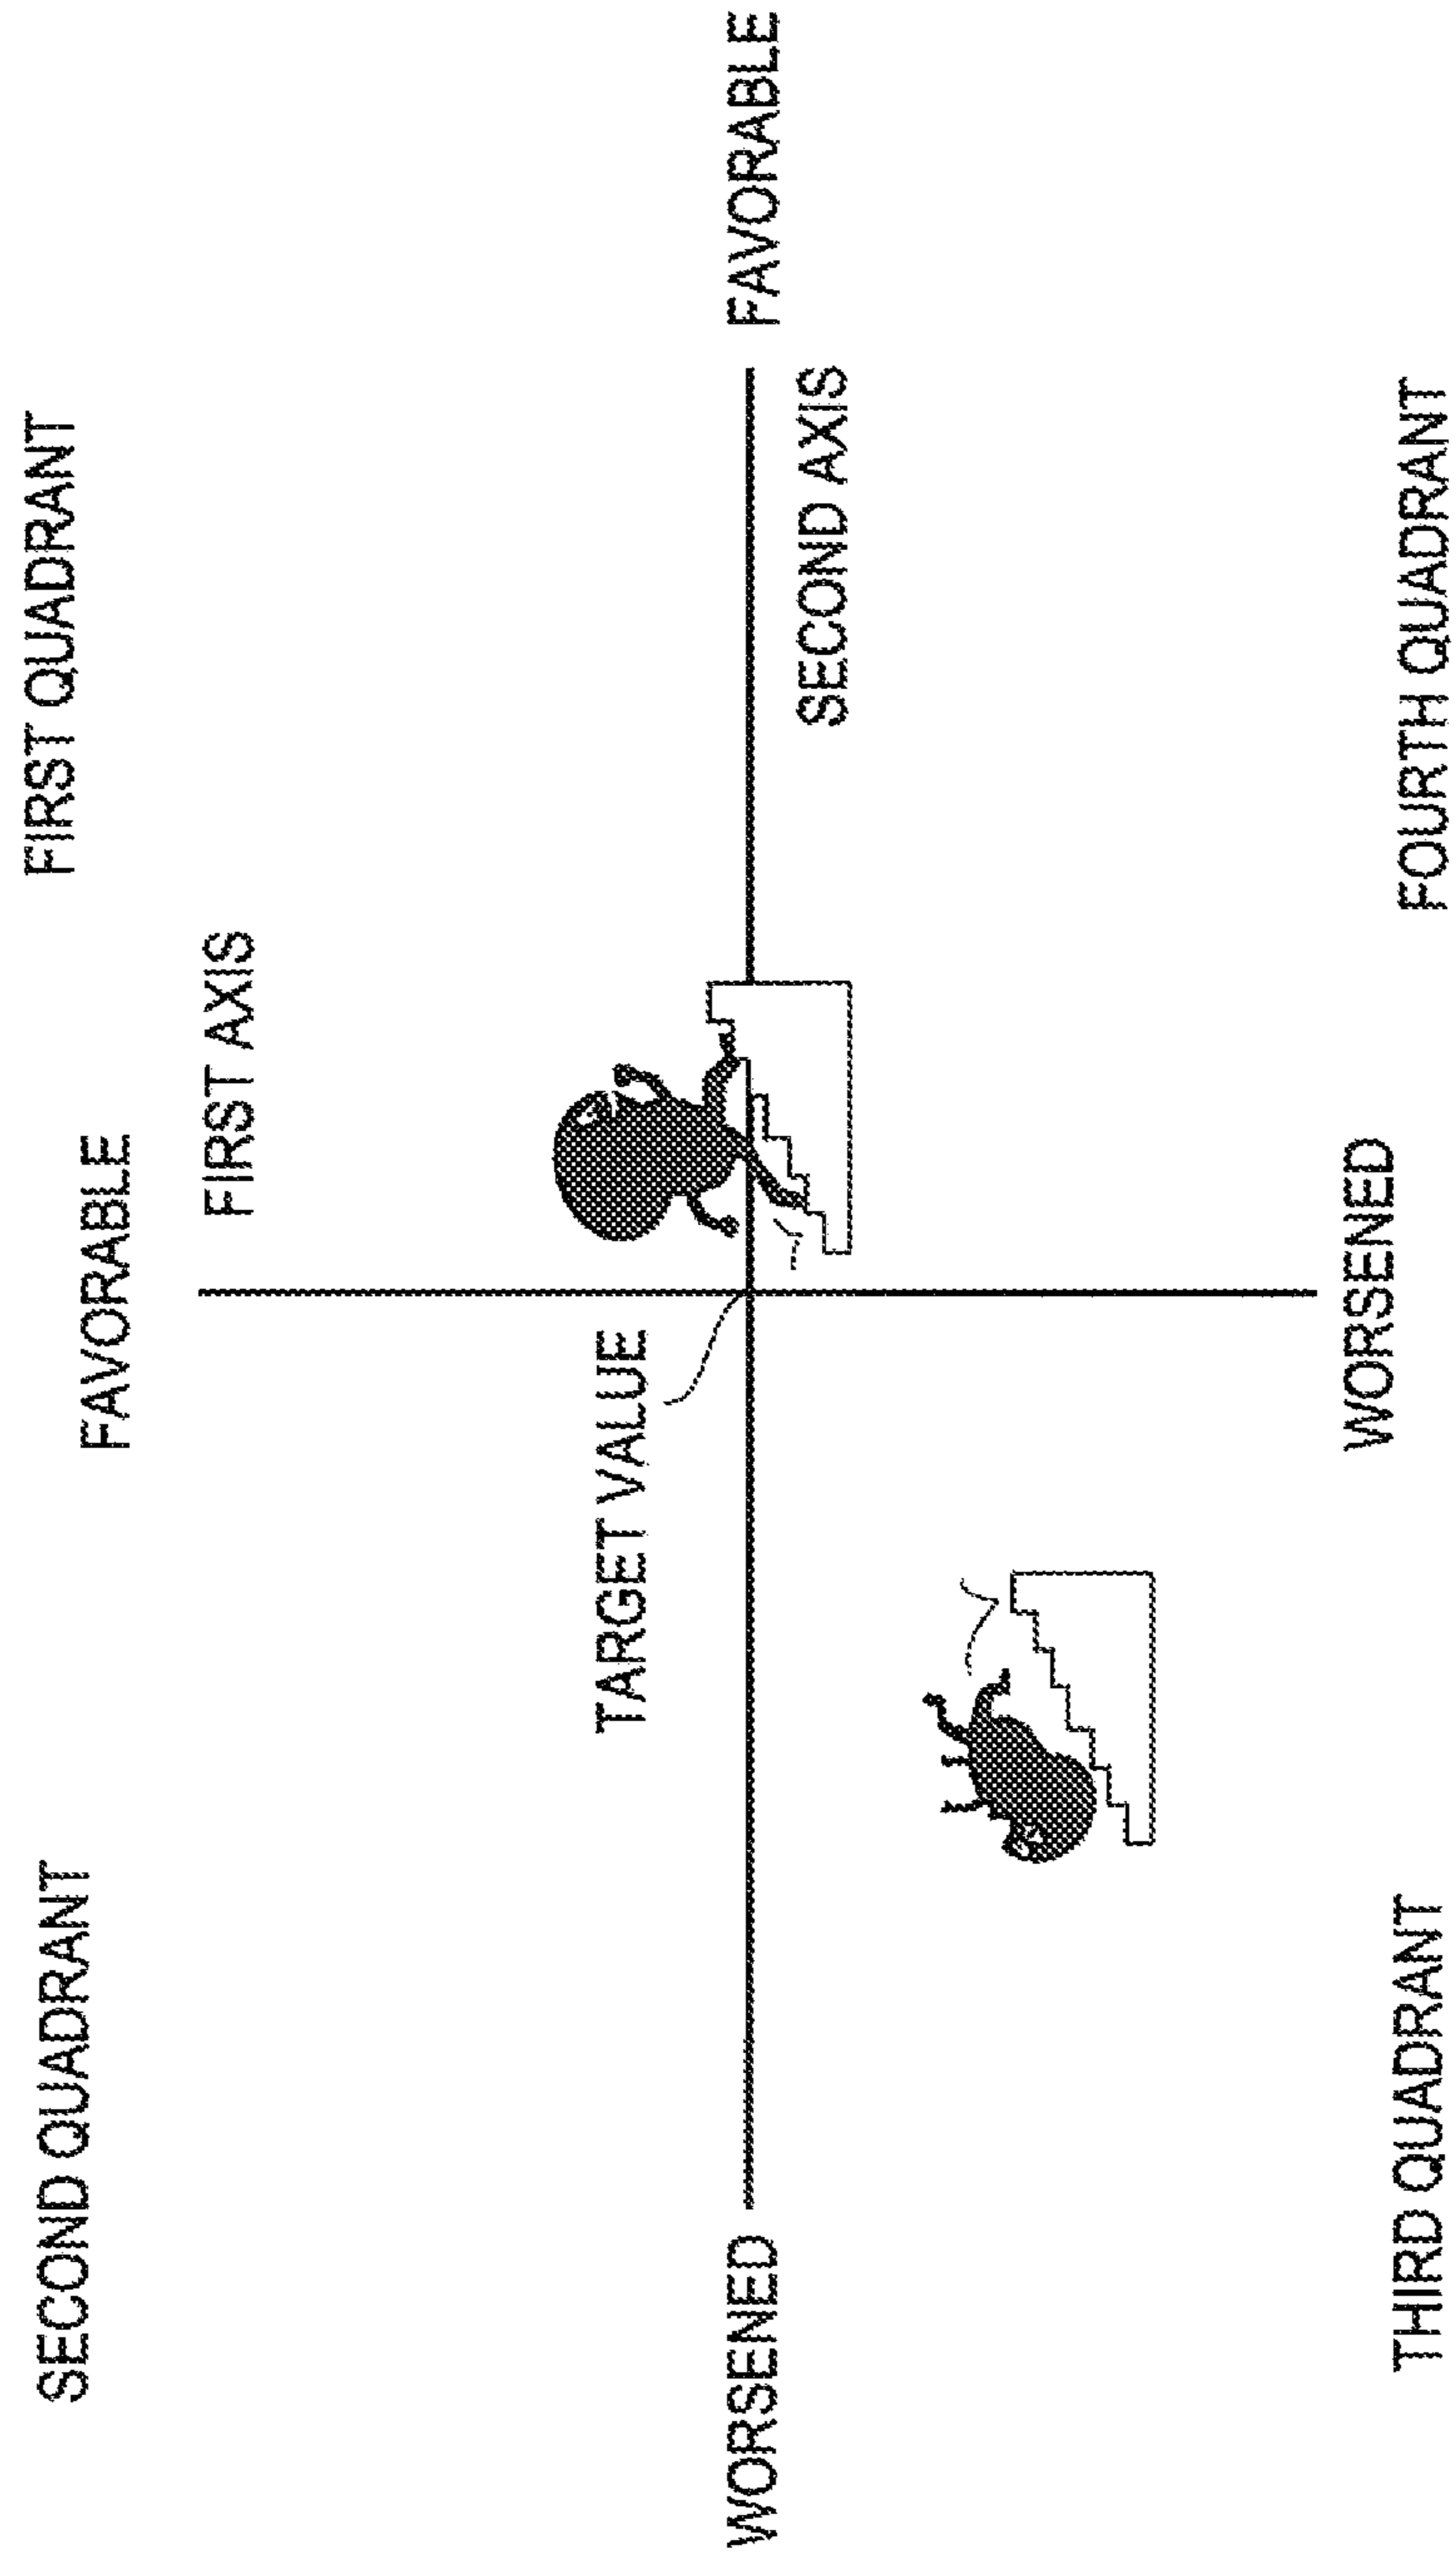 SECOND QUADRANT
FIRST QUADRANT
FAVORABLE
FIRST AXIS
TARGET VALUE
WORSENED
FAVORABLE
SECOND AXIS
WORSENED
THIRD QUADRANT
FOURTH QUADRANT